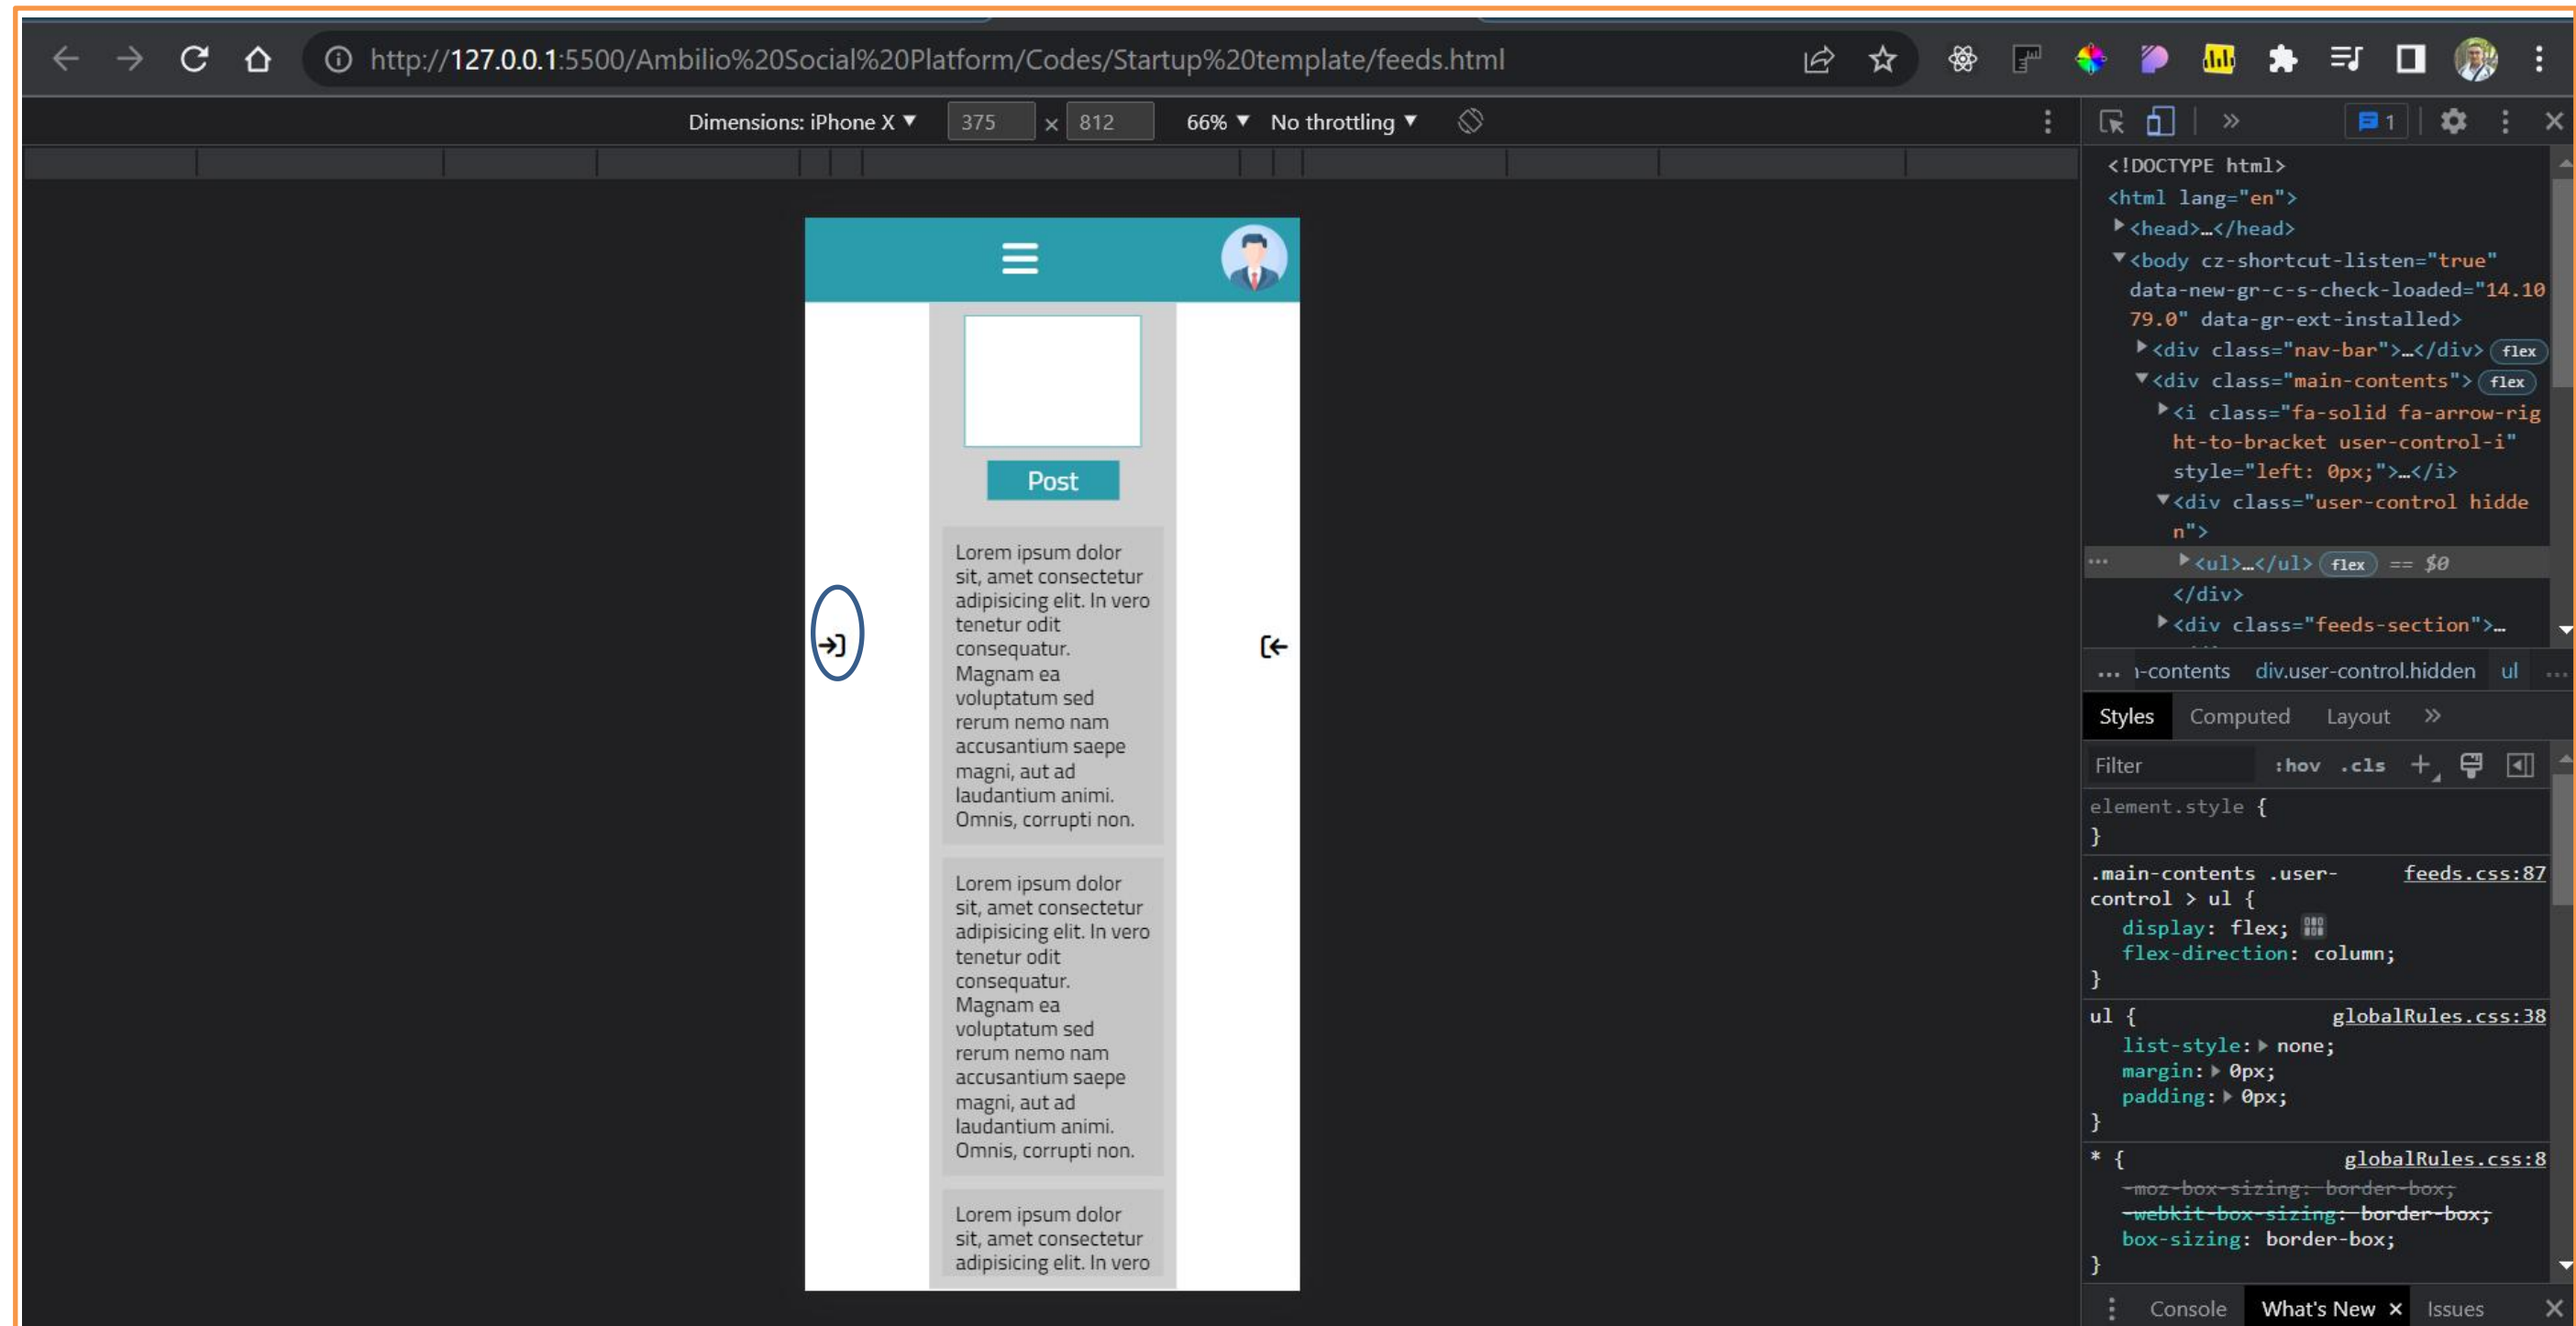 http://127.0.0.1:5500/Ambilio%20Social%20Platform/Codes/Startup%20template/feeds.html
Dimensions: iPhone X ▼ 375 × 812 66% ▼ No throttling ▼
1
Post
Lorem ipsum dolor
sit, amet consectetur
adipisicing elit. In vero
tenetur odit
consequatur.
Magnam ea
voluptatum sed
rerum nemo nam
accusantium saepe
magni, aut ad
laudantium animi.
Omnis, corrupti non.
Lorem ipsum dolor
sit, amet consectetur
adipisicing elit. In vero
tenetur odit
consequatur.
Magnam ea
voluptatum sed
rerum nemo nam
accusantium saepe
magni, aut ad
laudantium animi.
Omnis, corrupti non.
Lorem ipsum dolor
sit, amet consectetur
adipisicing elit. In vero
<!DOCTYPE html>
<html lang="en">
<head>…</head>
<body cz-shortcut-listen="true"
data-new-gr-c-s-check-loaded="14.10
79.0" data-gr-ext-installed>
<div class="nav-bar">…</div> flex
<div class="main-contents"> flex
<i class="fa-solid fa-arrow-rig
ht-to-bracket user-control-i"
style="left: 0px;">…</i>
<div class="user-control hidde
n">
… <ul>…</ul> flex == $0
</div>
<div class="feeds-section">…
… n-contents div.user-control.hidden ul …
Styles Computed Layout »
Filter :hov .cls +
element.style {
}
.main-contents .user- feeds.css:87
control > ul {
display: flex;
flex-direction: column;
}
ul { globalRules.css:38
list-style: none;
margin: 0px;
padding: 0px;
}
* { globalRules.css:8
-moz-box-sizing: border-box;
-webkit-box-sizing: border-box;
box-sizing: border-box;
}
Console What's New × Issues